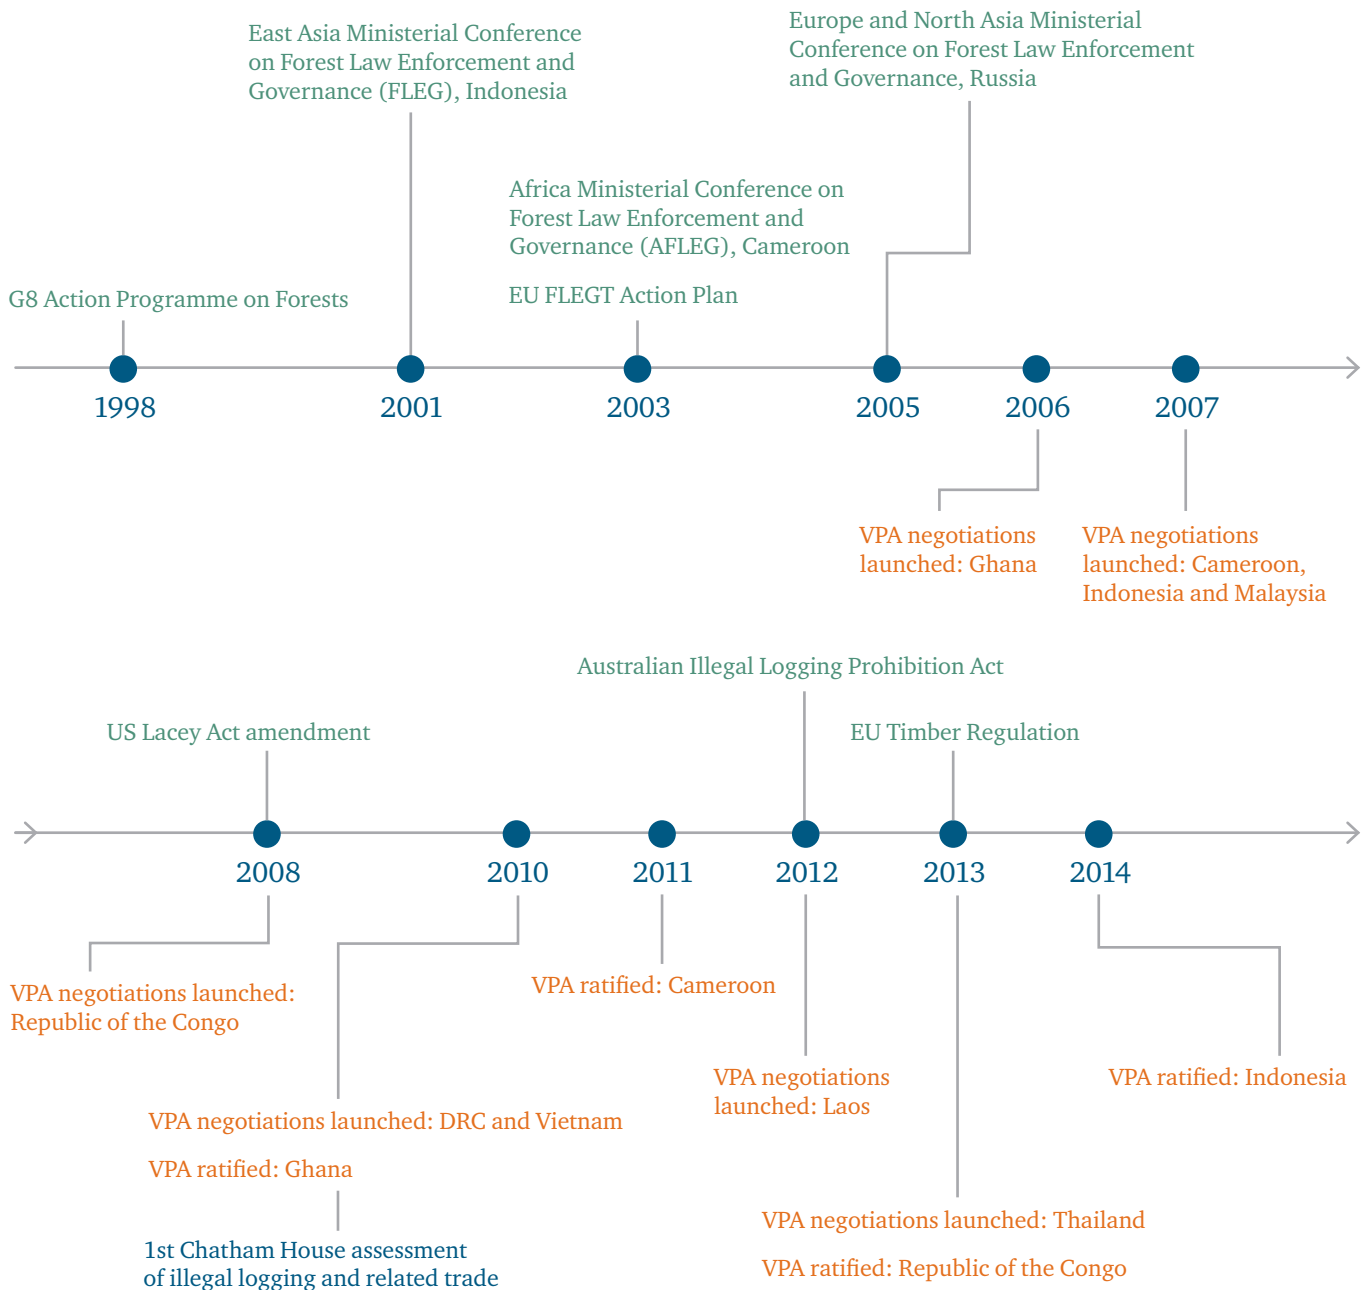 East Asia Ministerial Conference
on Forest Law Enforcement and
Governance (FLEG), Indonesia
Europe and North Asia Ministerial
Conference on Forest Law Enforcement
and Governance, Russia
Africa Ministerial Conference on
Forest Law Enforcement and
Governance (AFLEG), Cameroon
G8 Action Programme on Forests
EU FLEGT Action Plan
1998
2001
2003
2005
2006
2007
VPA negotiations
launched: Ghana
VPA negotiations
launched: Cameroon,
Indonesia and Malaysia
Australian Illegal Logging Prohibition Act
US Lacey Act amendment
EU Timber Regulation
2008
2010
2011
2012
2013
2014
VPA negotiations launched:
Republic of the Congo
VPA ratified: Cameroon
VPA negotiations
launched: Laos
VPA ratified: Indonesia
VPA negotiations launched: DRC and Vietnam
VPA ratified: Ghana
VPA negotiations launched: Thailand
VPA ratified: Republic of the Congo
1st Chatham House assessment
of illegal logging and related trade